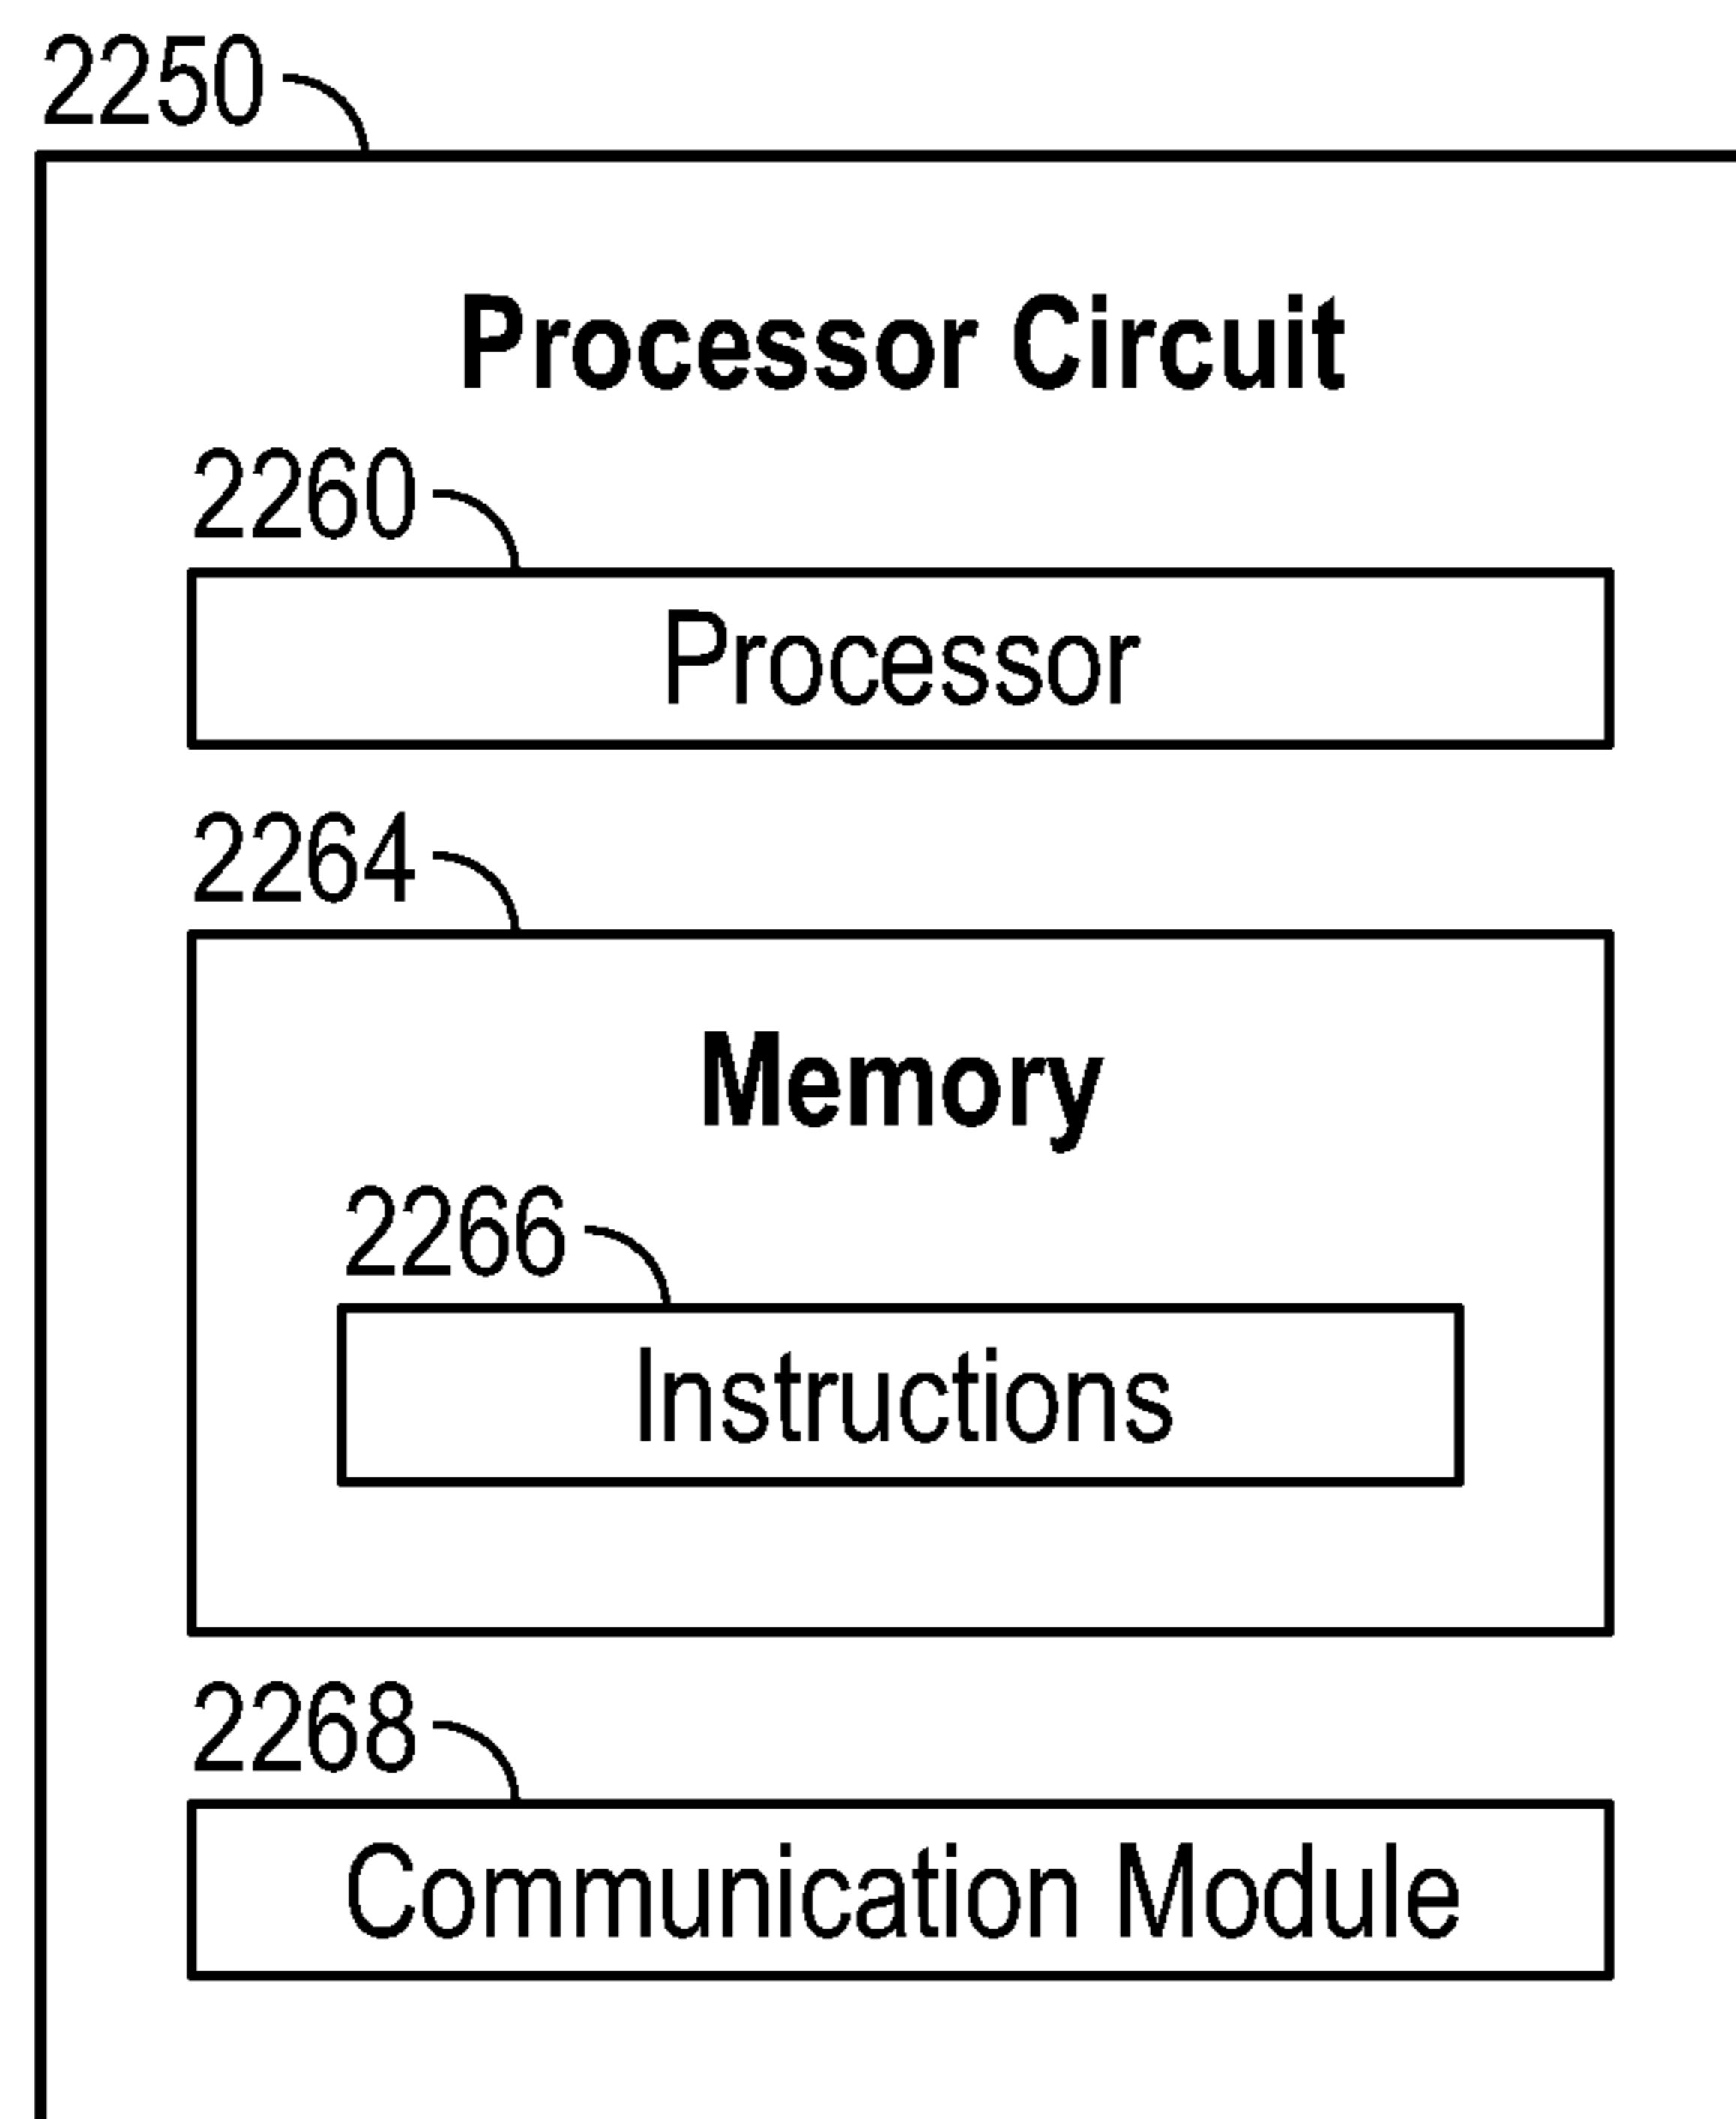 2250
Processor Circuit
2260
Processor
2264
Memory
2266
Instructions
2268
Communication Module